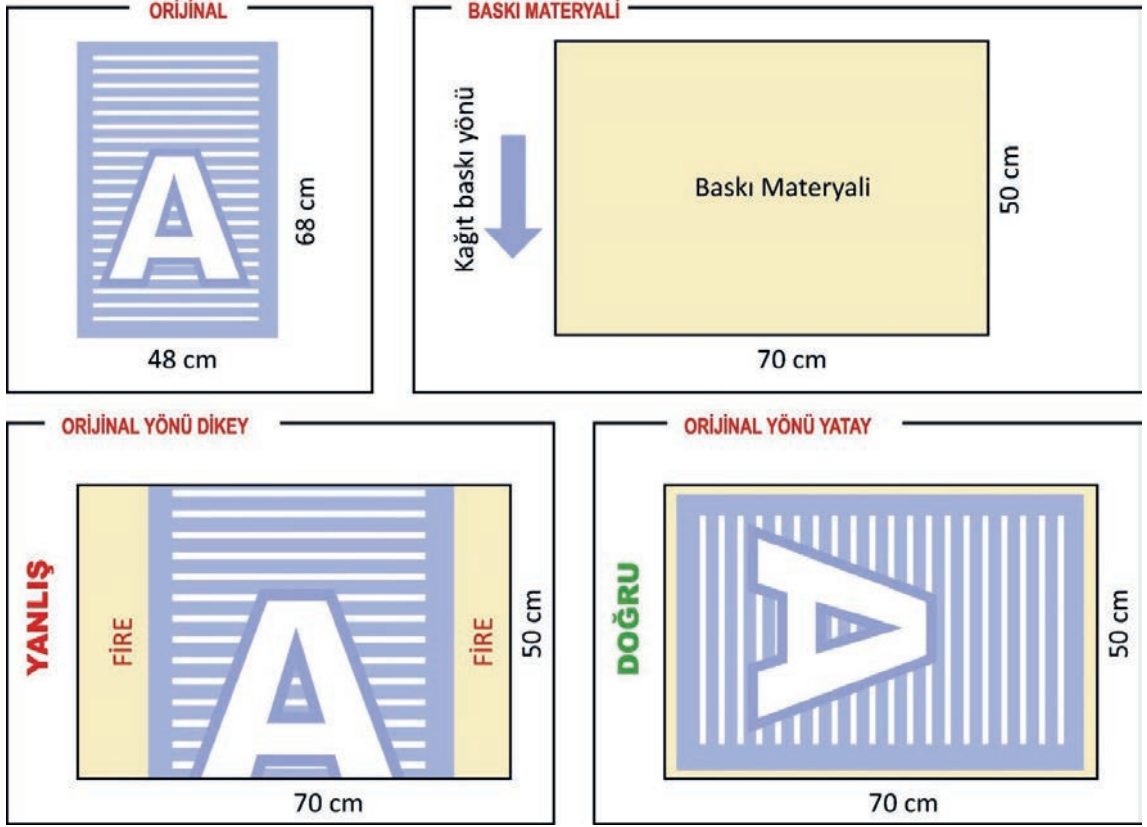 ORİJİNAL
A
68 cm
48 cm
BASKI MATERYALİ
Kağıt baskı yönü
Baskı Materyali
50 cm
70 cm
ORİJİNAL YÖNÜ DİKEY
YANLIŞ
FİRE
A
FİRE
50 cm
70 cm
ORİJİNAL YÖNÜ YATAY
DOĞRU
A
50 cm
70 cm